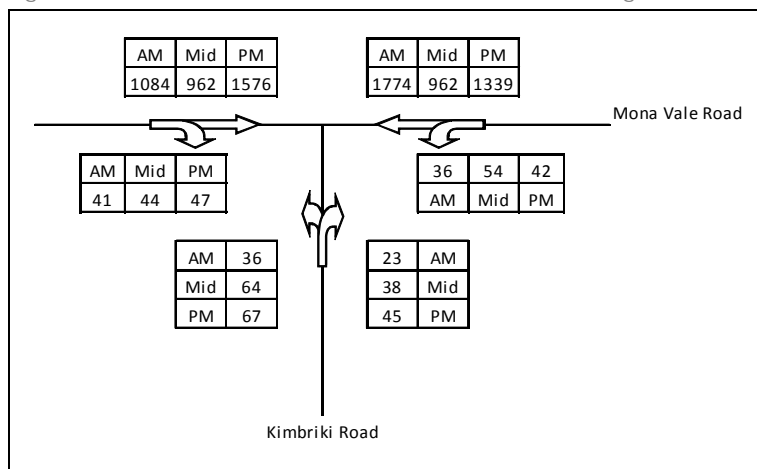 AM Mid PM
1084 962 1576
AM Mid PM
1774 962 1339
Mona Vale Road
AM Mid PM
41 44 47
36 54 42
AM Mid PM
AM 36
Mid 64
PM 67
23 AM
38 Mid
45 PM
Kimbriki Road